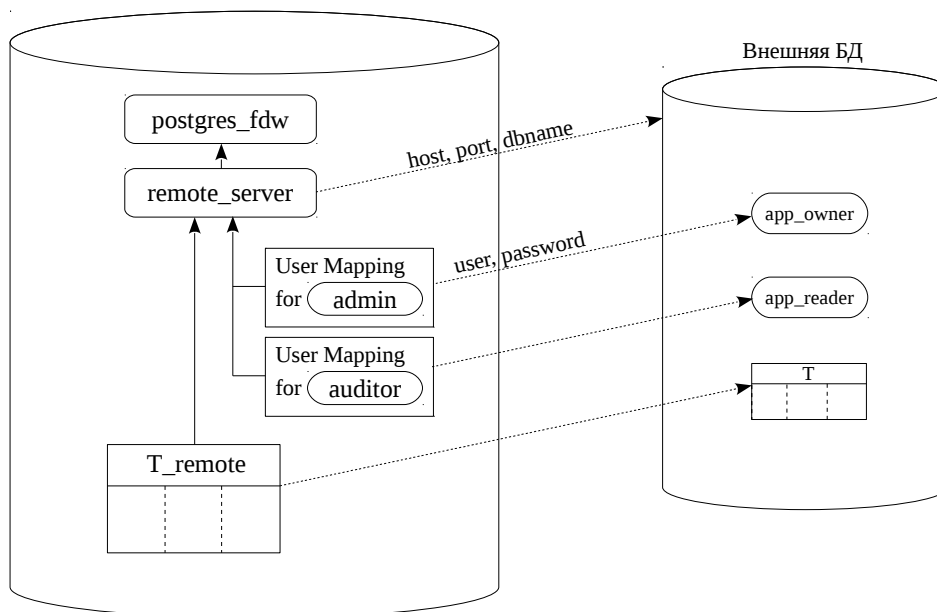 Внешняя БД
postgres_fdw
host, port, dbname
remote_server
app_owner
user, password
User Mapping
for admin
app_reader
User Mapping
for auditor
T
T_remote